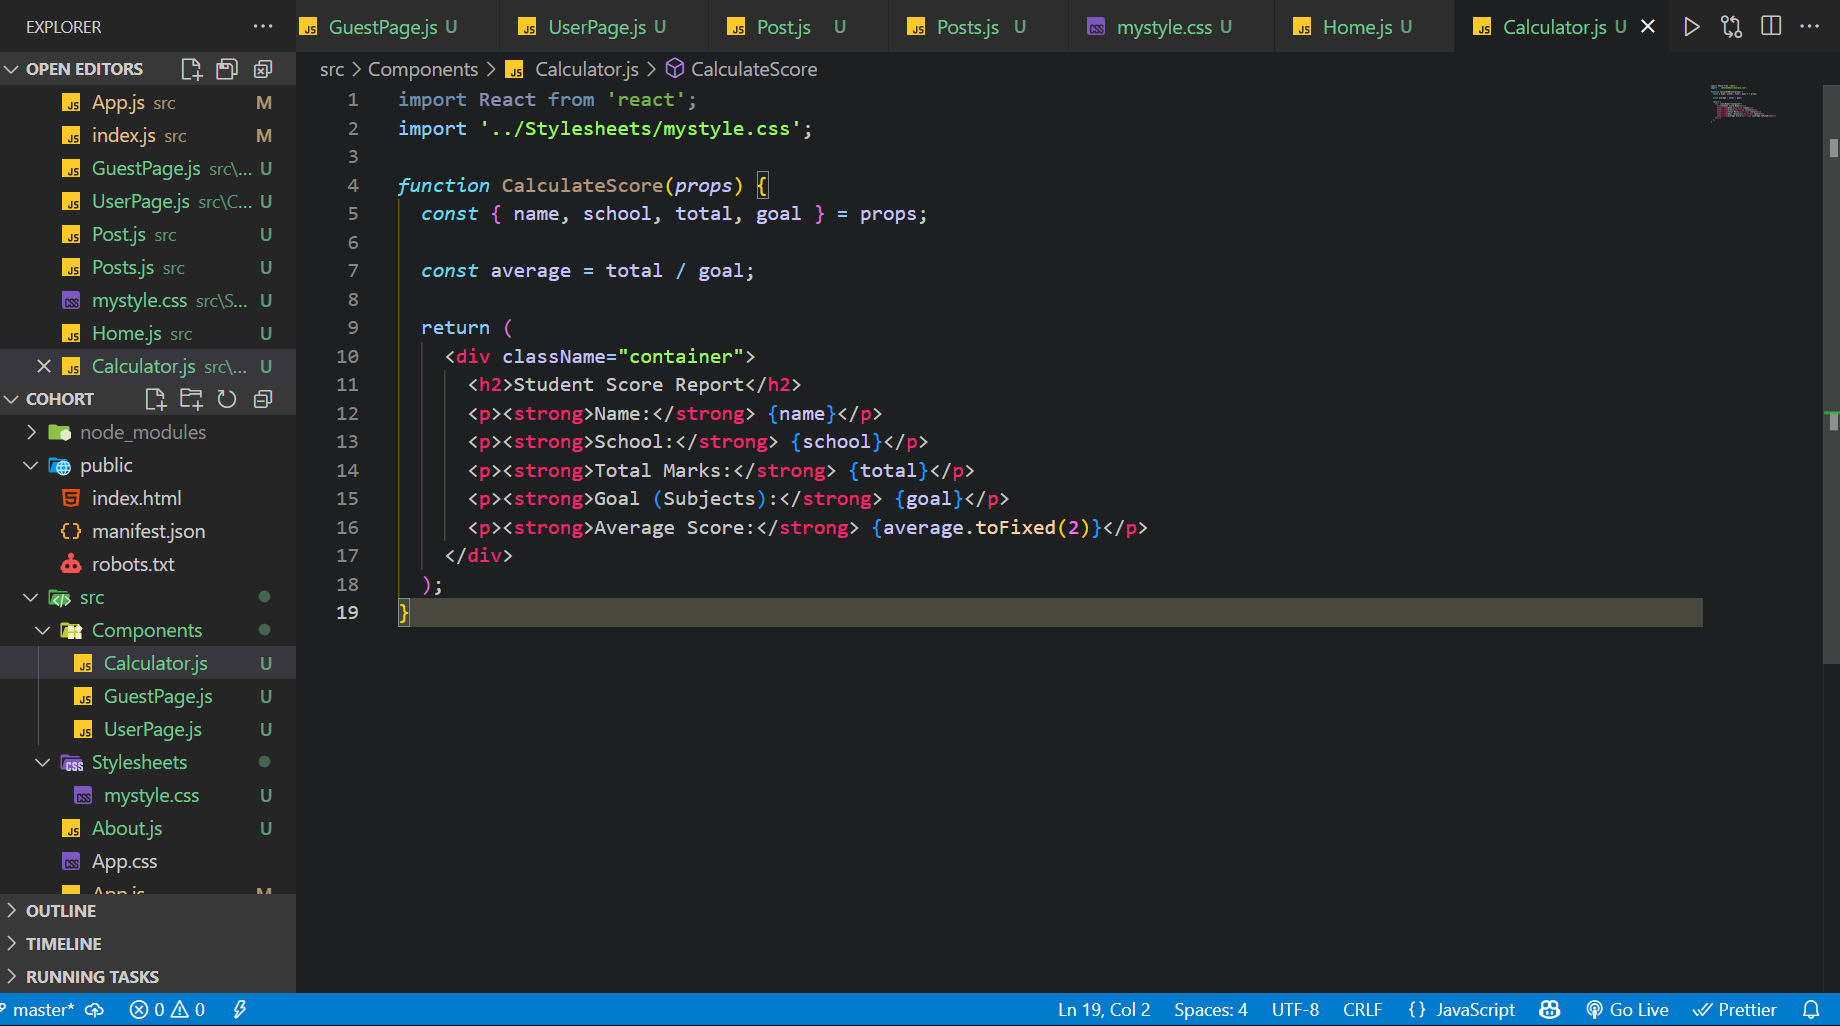 EXPLORER
GuestPage.js U
UserPage.js U
Post.js U
Posts.js U
mystyle.css U
Home.js U
Calculator.js U
OPEN EDITORS
App.js src M
index.js src M
GuestPage.js src\... U
UserPage.js src\C... U
Post.js src U
Posts.js src U
mystyle.css src\S... U
Home.js src U
Calculator.js src\... U
COHORT
node_modules
public
index.html
manifest.json
robots.txt
src
Components
Calculator.js U
GuestPage.js U
UserPage.js U
Stylesheets
mystyle.css U
About.js U
App.css
App.js M
OUTLINE
TIMELINE
RUNNING TASKS
src > Components > Calculator.js > CalculateScore
1 import React from 'react';
2 import '../Stylesheets/mystyle.css';
3
4 function CalculateScore(props) {
5 const { name, school, total, goal } = props;
6
7 const average = total / goal;
8
9 return (
10 <div className="container">
11 <h2>Student Score Report</h2>
12 <p><strong>Name:</strong> {name}</p>
13 <p><strong>School:</strong> {school}</p>
14 <p><strong>Total Marks:</strong> {total}</p>
15 <p><strong>Goal (Subjects):</strong> {goal}</p>
16 <p><strong>Average Score:</strong> {average.toFixed(2)}</p>
17 </div>
18 );
19 }
master* 0 0 Ln 19, Col 2 Spaces: 4 UTF-8 CRLF {} JavaScript Go Live Prettier